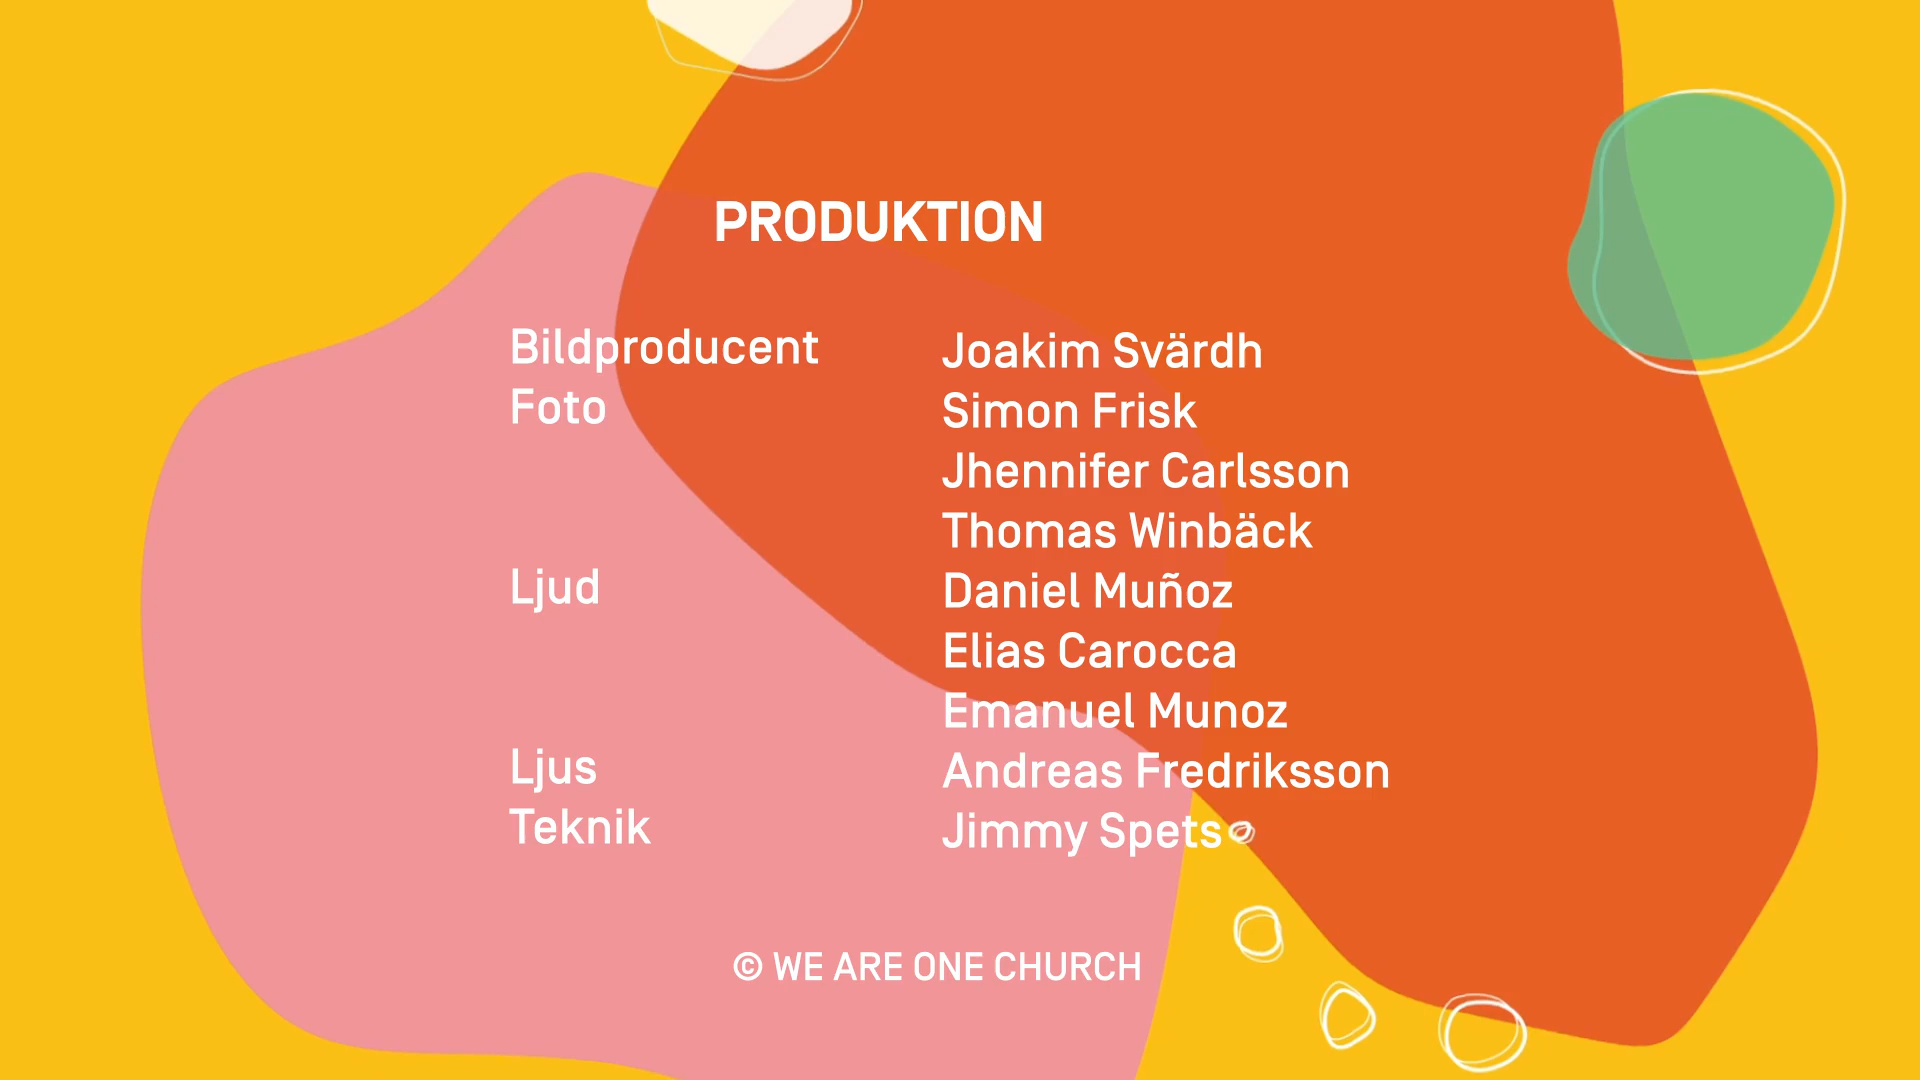 PRODUKTION
Bildproducent Joakim Svärdh
Foto Simon Frisk
Jhennifer Carlsson
Thomas Winbäck
Ljud Daniel Muñoz
Elias Carocca
Emanuel Munoz
Ljus Andreas Fredriksson
Teknik Jimmy Spets
© WE ARE ONE CHURCH